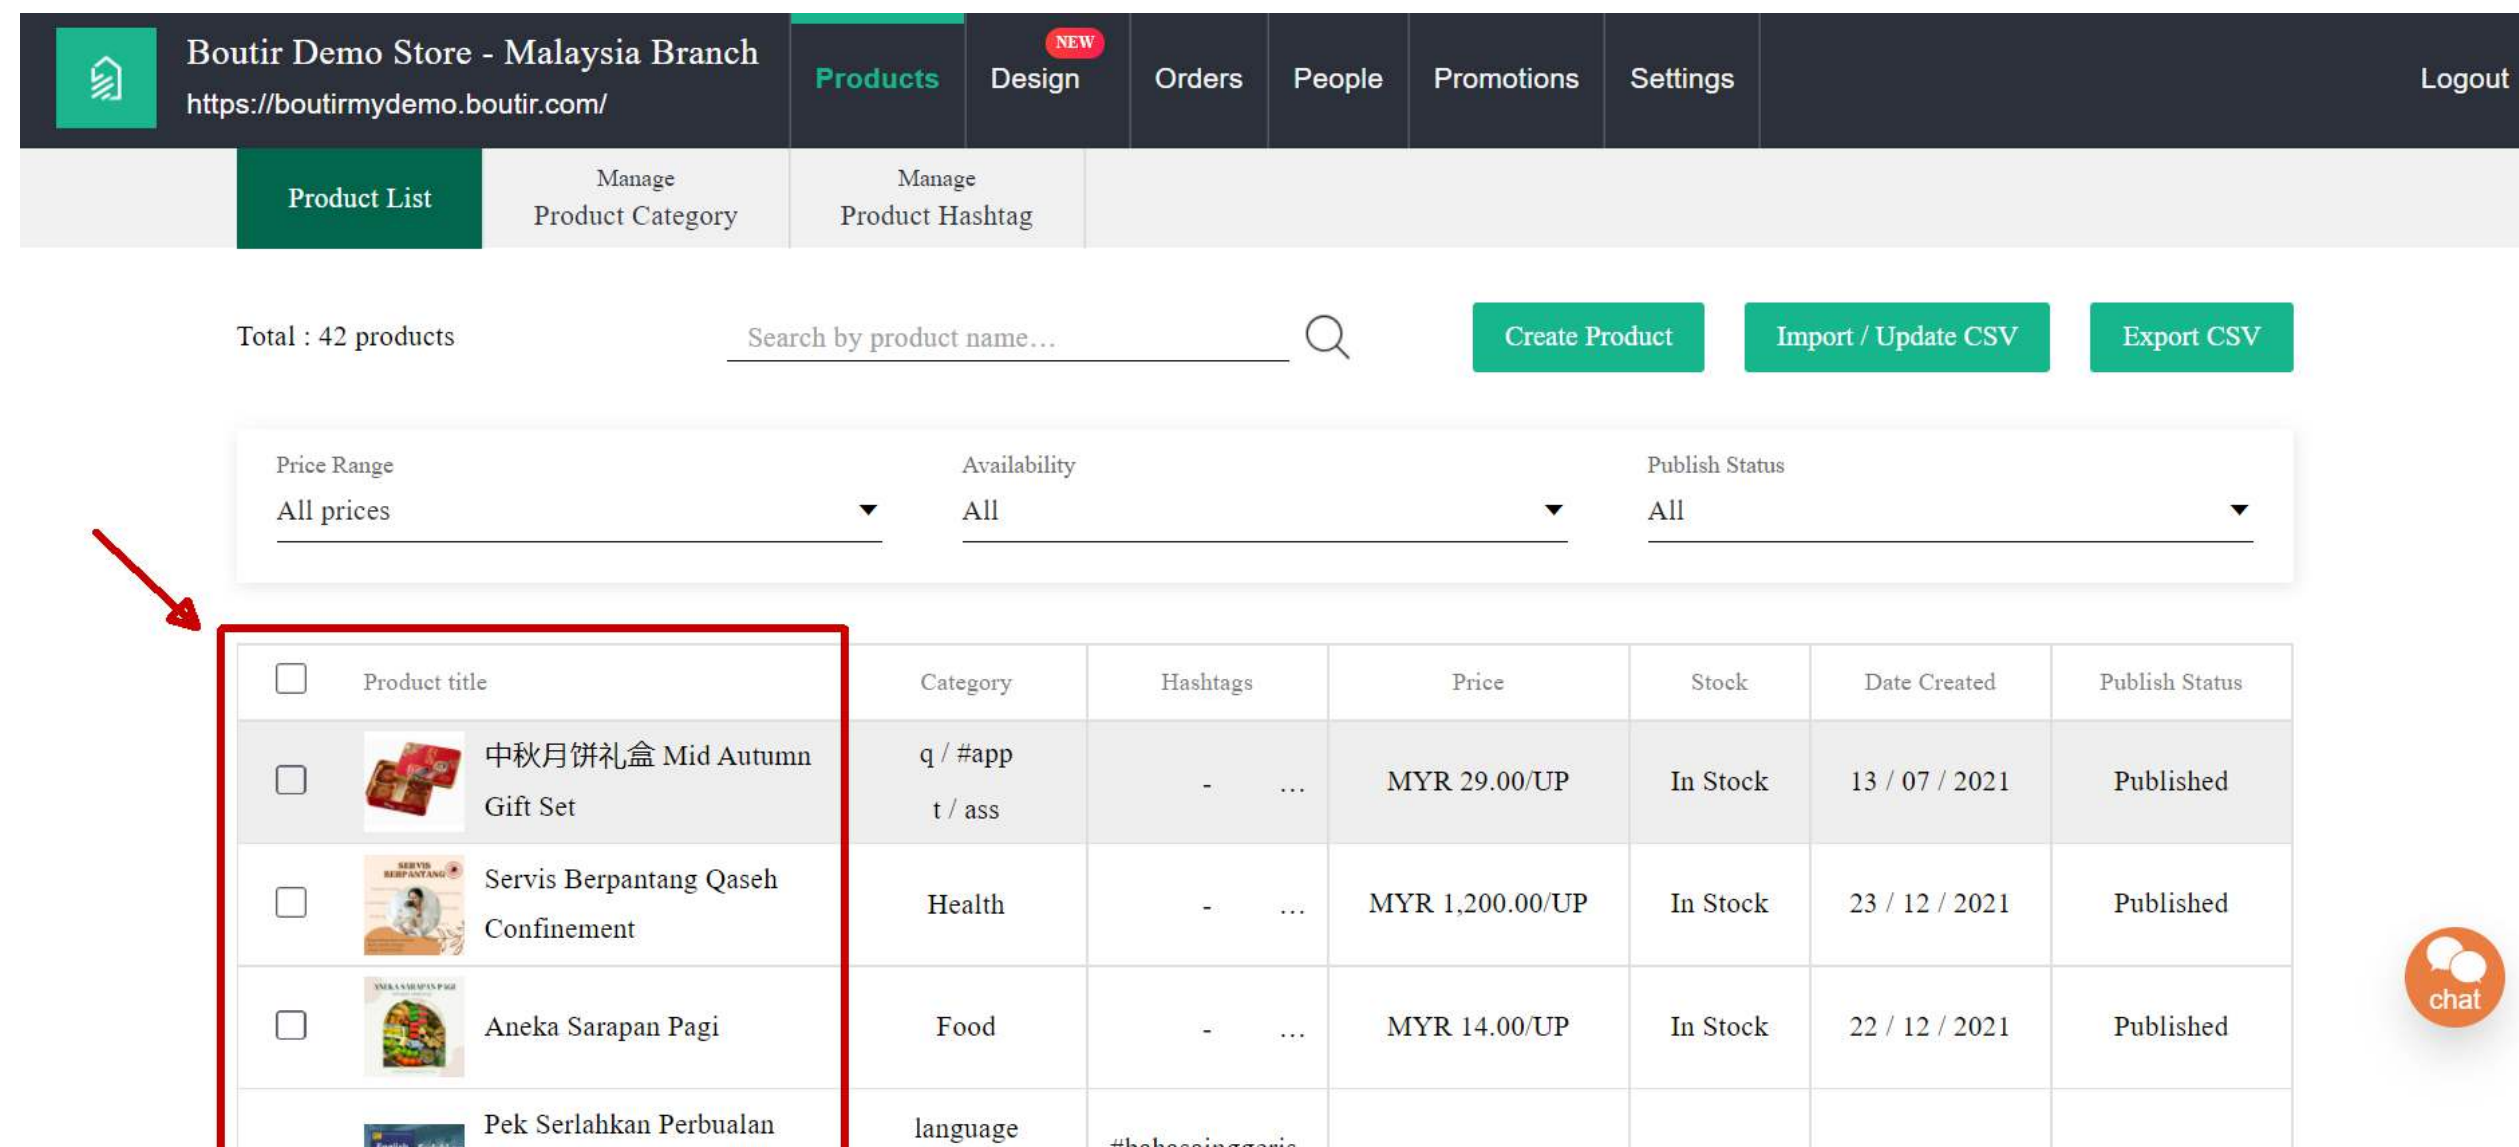 Boutir Demo Store - Malaysia Branch
https://boutirmydemo.boutir.com/
Products
NEW
Design
Orders
People
Promotions
Settings
Logout
Product List
Manage
Product Category
Manage
Product Hashtag
Total : 42 products
Search by product name...
Create Product
Import / Update CSV
Export CSV
Price Range
All prices
Availability
All
Publish Status
All
Product title
Category
Hashtags
Price
Stock
Date Created
Publish Status
中秋月饼礼盒 Mid Autumn
Gift Set
q / #app
t / ass
-
...
MYR 29.00/UP
In Stock
13 / 07 / 2021
Published
SERVIS
BERPANTANG
Servis Berpantang Qaseh
Confinement
Health
-
...
MYR 1,200.00/UP
In Stock
23 / 12 / 2021
Published
ANEKA SARAPAN PAGI
Aneka Sarapan Pagi
Food
-
...
MYR 14.00/UP
In Stock
22 / 12 / 2021
Published
Pek Serlahkan Perbualan
language
#bahasainggeris
chat